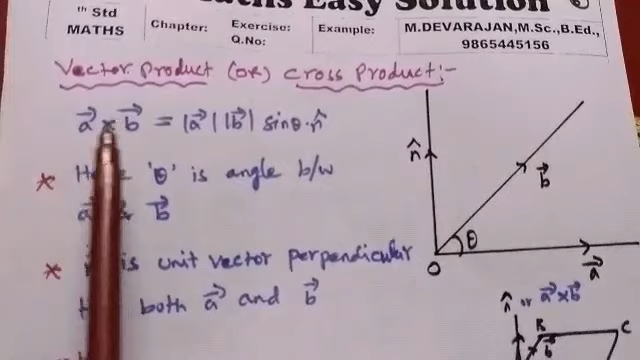 Maths Easy Solution
th Std
MATHS
Chapter:
Exercise:
Q.No:
Example:
M.DEVARAJAN,M.Sc.,B.Ed.,
9865445156
Vector Product (or) Cross Product:-
a⃗ × b⃗ = |a⃗| |b⃗| sinθ·n̂
* 'θ' is angle b/w
a⃗ b⃗
* is unit vector perpendicular
both a⃗ and b⃗
n̂
b⃗
θ
O
a⃗
n̂ or a⃗×b⃗
B
C
b⃗